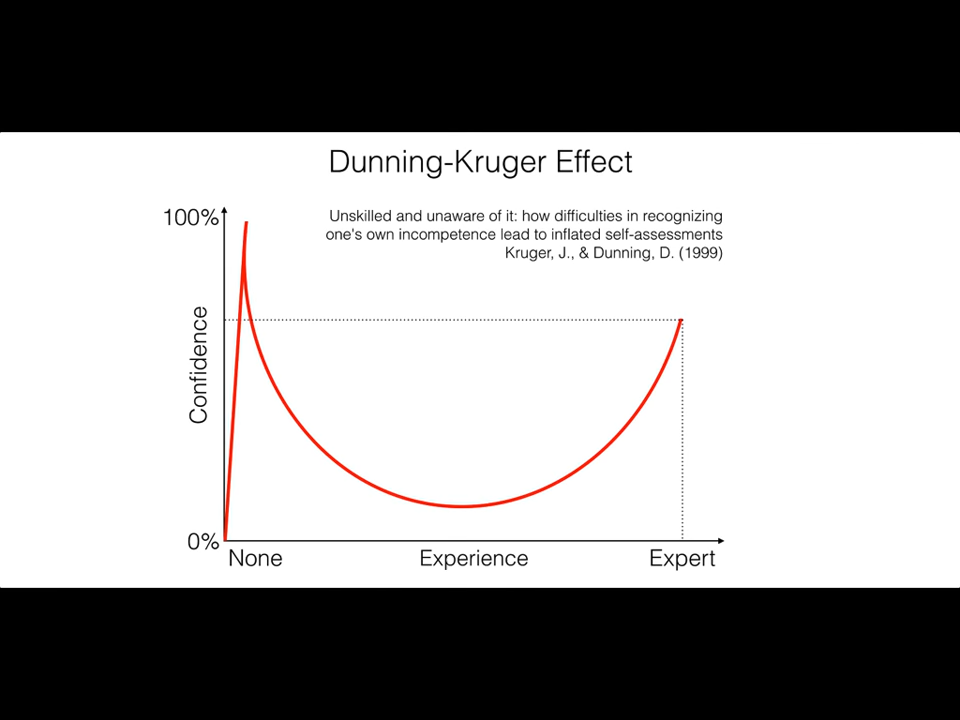 Dunning-Kruger Effect
100%
Unskilled and unaware of it: how difficulties in recognizing
one's own incompetence lead to inflated self-assessments
Kruger, J., & Dunning, D. (1999)
Confidence
0%
None
Experience
Expert